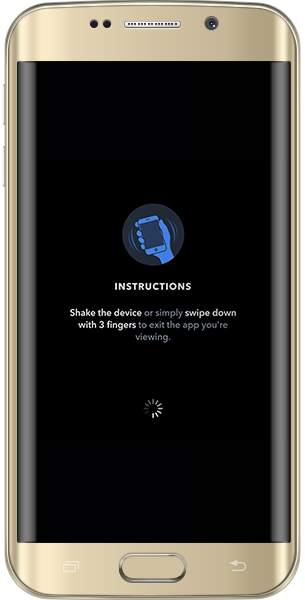 INSTRUCTIONS
Shake the device or simply swipe down
with 3 fingers to exit the app you're
viewing.